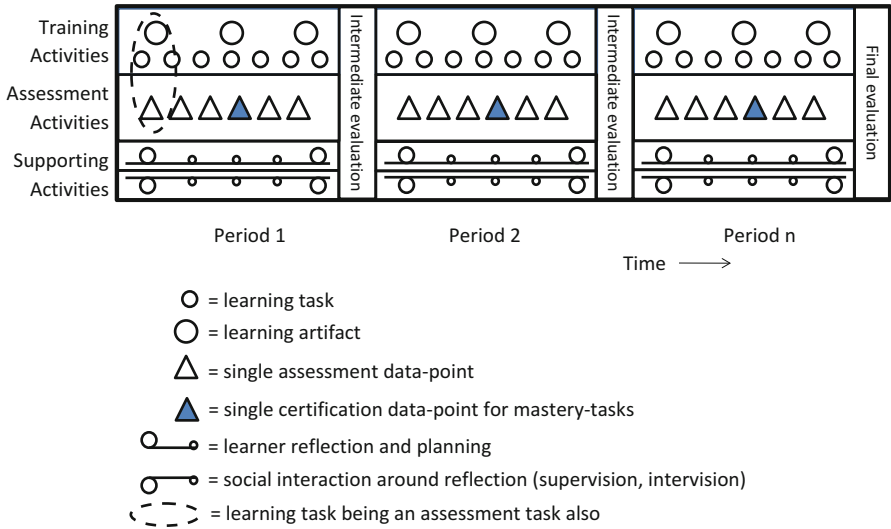 Training
Activities
Assessment
Activities
Supporting
Activities
Intermediate evaluation
Intermediate evaluation
Final evaluation
Period 1
Period 2
Period n
Time
= learning task
= learning artifact
= single assessment data-point
= single certification data-point for mastery-tasks
= learner reflection and planning
= social interaction around reflection (supervision, intervision)
= learning task being an assessment task also